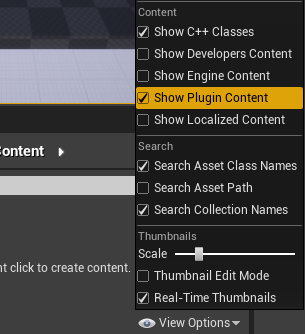 Content
Show C++ Classes
Show Developers Content
Show Engine Content
Show Plugin Content
Show Localized Content
Search
Search Asset Class Names
Search Asset Path
Search Collection Names
Thumbnails
Scale
Thumbnail Edit Mode
Real-Time Thumbnails
View Options
Content
click to create content.